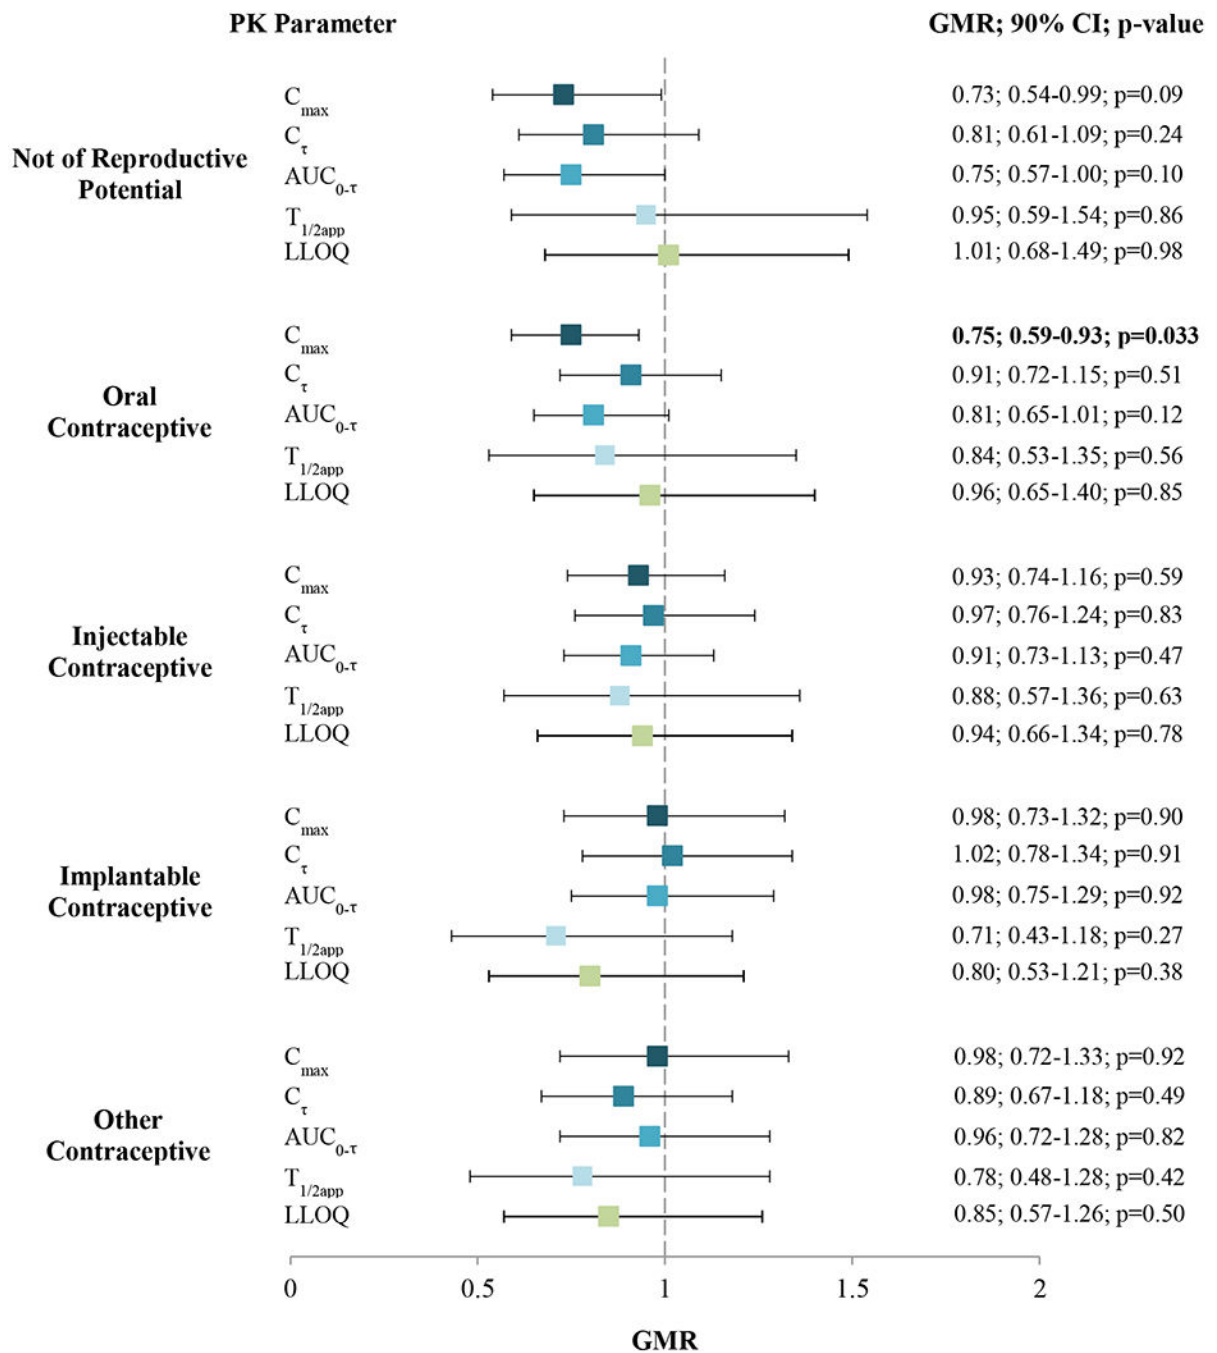 PK Parameter GMR; 90% CI; p-value
Not of Reproductive
Potential
Cmax 0.73; 0.54-0.99; p=0.09
Cτ 0.81; 0.61-1.09; p=0.24
AUC0-τ 0.75; 0.57-1.00; p=0.10
T1/2app 0.95; 0.59-1.54; p=0.86
LLOQ 1.01; 0.68-1.49; p=0.98
Oral
Contraceptive
Cmax 0.75; 0.59-0.93; p=0.033
Cτ 0.91; 0.72-1.15; p=0.51
AUC0-τ 0.81; 0.65-1.01; p=0.12
T1/2app 0.84; 0.53-1.35; p=0.56
LLOQ 0.96; 0.65-1.40; p=0.85
Injectable
Contraceptive
Cmax 0.93; 0.74-1.16; p=0.59
Cτ 0.97; 0.76-1.24; p=0.83
AUC0-τ 0.91; 0.73-1.13; p=0.47
T1/2app 0.88; 0.57-1.36; p=0.63
LLOQ 0.94; 0.66-1.34; p=0.78
Implantable
Contraceptive
Cmax 0.98; 0.73-1.32; p=0.90
Cτ 1.02; 0.78-1.34; p=0.91
AUC0-τ 0.98; 0.75-1.29; p=0.92
T1/2app 0.71; 0.43-1.18; p=0.27
LLOQ 0.80; 0.53-1.21; p=0.38
Other
Contraceptive
Cmax 0.98; 0.72-1.33; p=0.92
Cτ 0.89; 0.67-1.18; p=0.49
AUC0-τ 0.96; 0.72-1.28; p=0.82
T1/2app 0.78; 0.48-1.28; p=0.42
LLOQ 0.85; 0.57-1.26; p=0.50
0 0.5 1 1.5 2
GMR